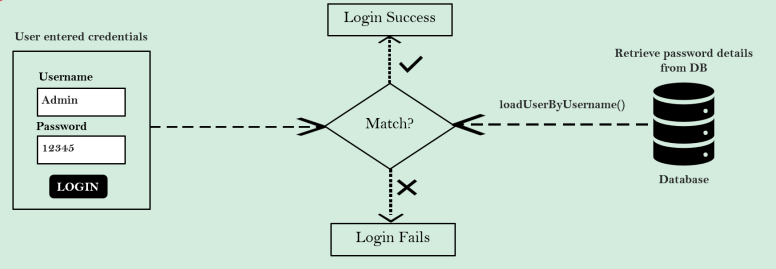 Login Success
User entered credentials
Username
Admin
Password
12345
LOGIN
Match?
loadUserByUsername()
Retrieve password details
from DB
Database
Login Fails